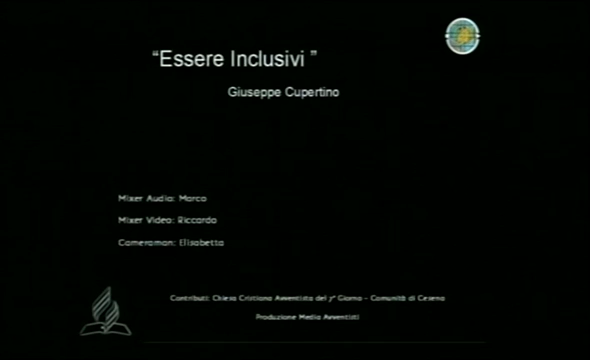 “Essere Inclusivi ”
Giuseppe Cupertino
Mixer Audio: Marco
Mixer Video: Riccardo
Cameraman: Elisabetta
Contributi: Chiesa Cristiana Avventista del 7° Giorno - Comunità di Cesena
Produzione Media Avventisti